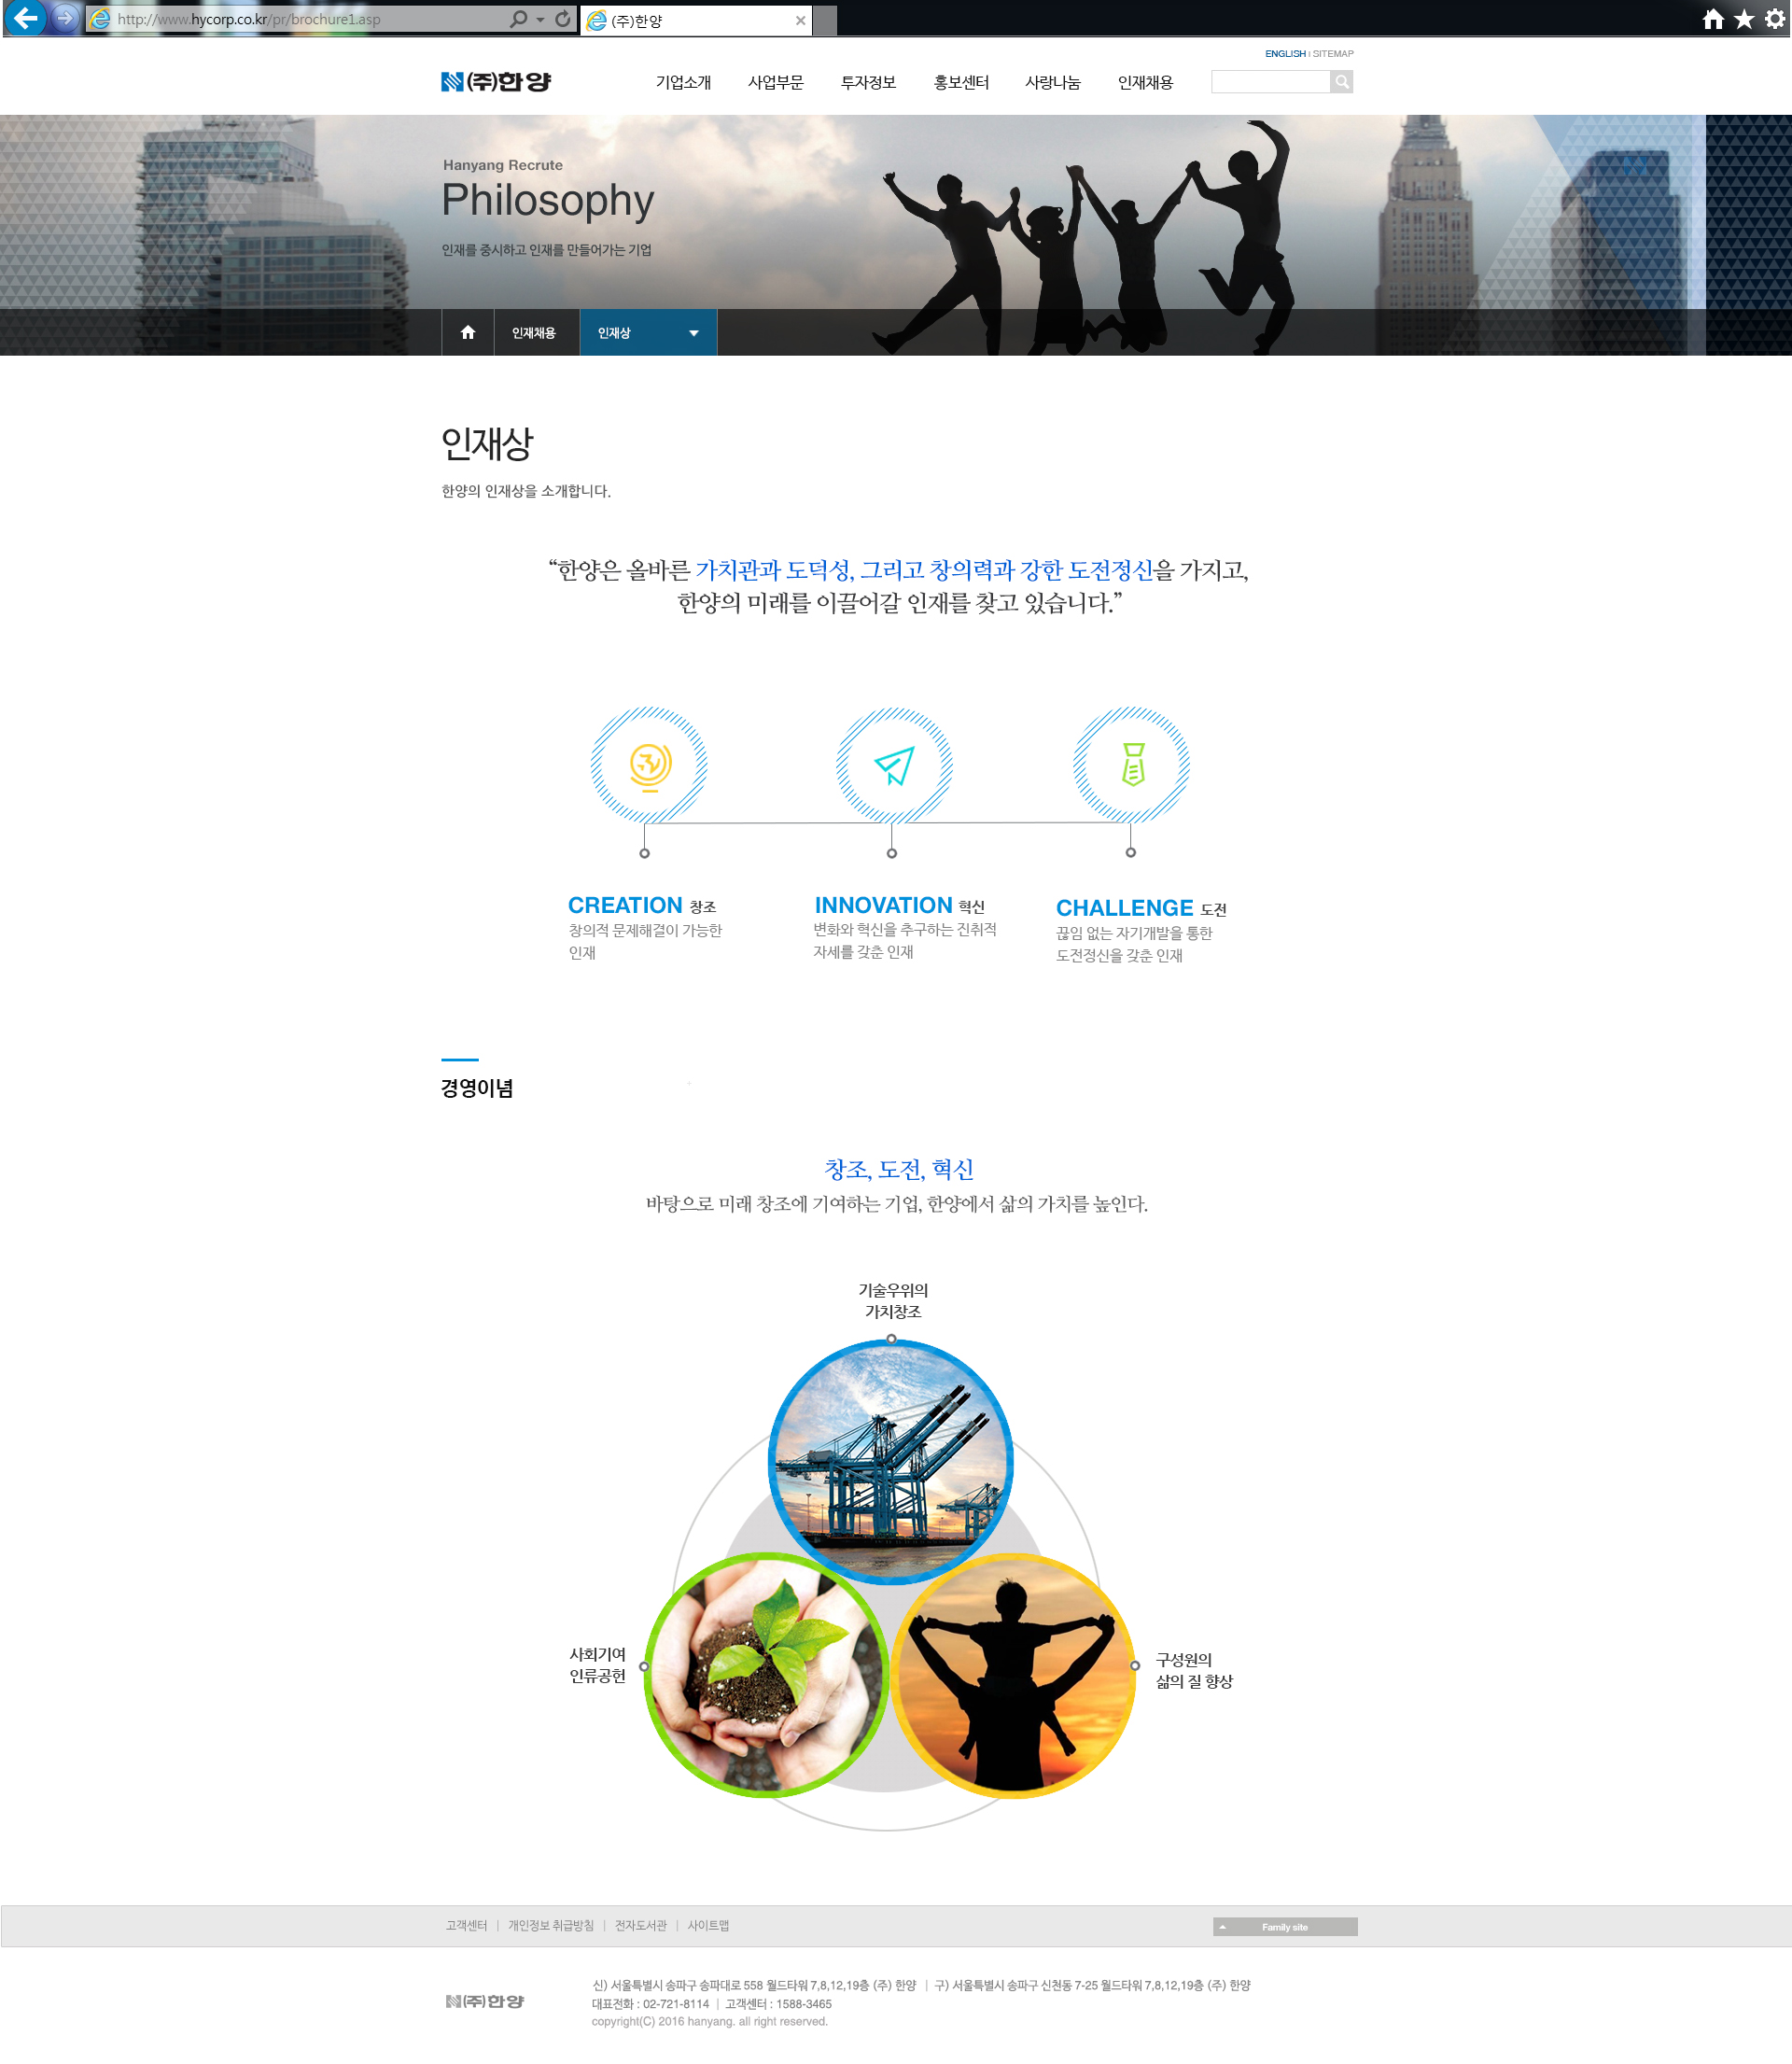 http://www.hycorp.co.kr/pr/brochure1.asp
(주)한양
ENGLISH SITEMAP
(주)한양
기업소개 사업부문 투자정보 홍보센터 사랑나눔 인재채용
Hanyang Recrute
Philosophy
인재를 중시하고 인재를 만들어가는 기업
인재채용 인재상
인재상
한양의 인재상을 소개합니다.
“한양은 올바른 가치관과 도덕성, 그리고 창의력과 강한 도전정신을 가지고,
한양의 미래를 이끌어갈 인재를 찾고 있습니다.”
CREATION 창조
창의적 문제해결이 가능한
인재
INNOVATION 혁신
변화와 혁신을 추구하는 진취적
자세를 갖춘 인재
CHALLENGE 도전
끊임 없는 자기개발을 통한
도전정신을 갖춘 인재
경영이념
창조, 도전, 혁신
바탕으로 미래 창조에 기여하는 기업, 한양에서 삶의 가치를 높인다.
기술우위의
가치창조
사회기여
인류공헌
구성원의
삶의 질 향상
고객센터 | 개인정보 취급방침 | 전자도서관 | 사이트맵
Family site
(주)한양
신) 서울특별시 송파구 송파대로 558 월드타워 7,8,12,19층 (주) 한양 | 구) 서울특별시 송파구 신천동 7-25 월드타워 7,8,12,19층 (주) 한양
대표전화 : 02-721-8114 | 고객센터 : 1588-3465
copyright(C) 2016 hanyang. all right reserved.